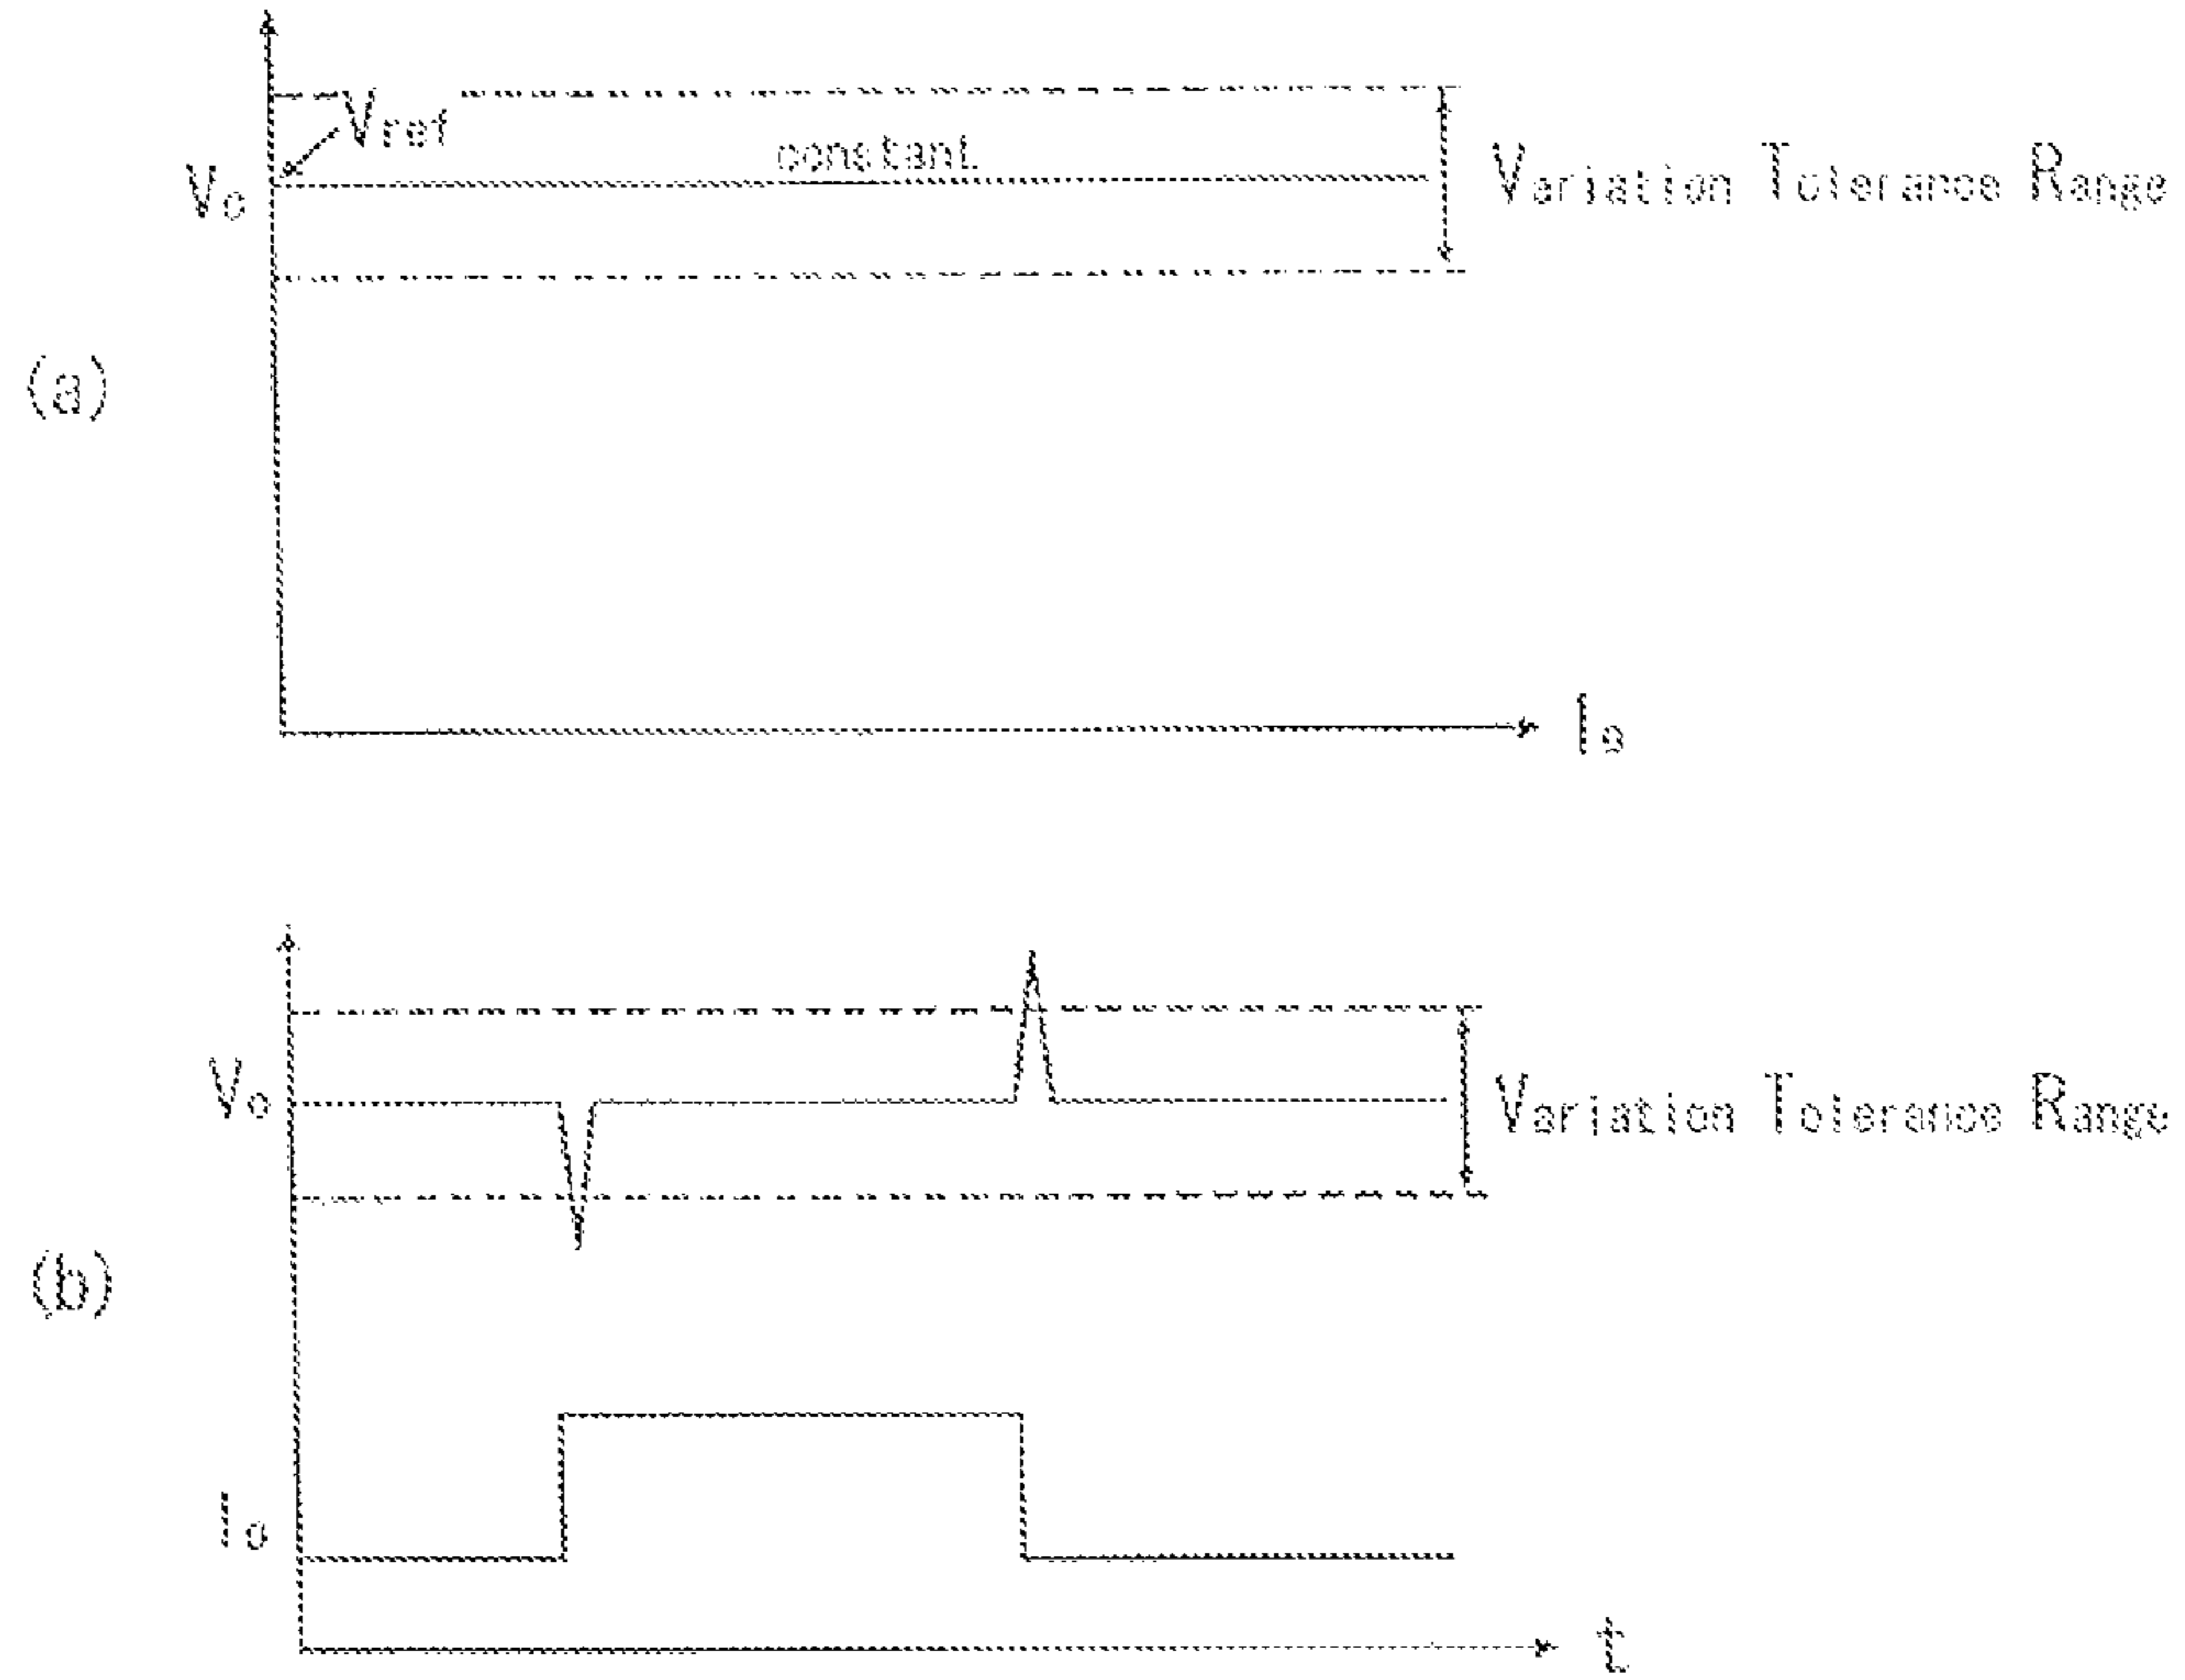 Vref
constant
Vo
Variation Tolerance Range
(a)
Io
Vo
Variation Tolerance Range
(b)
Io
t